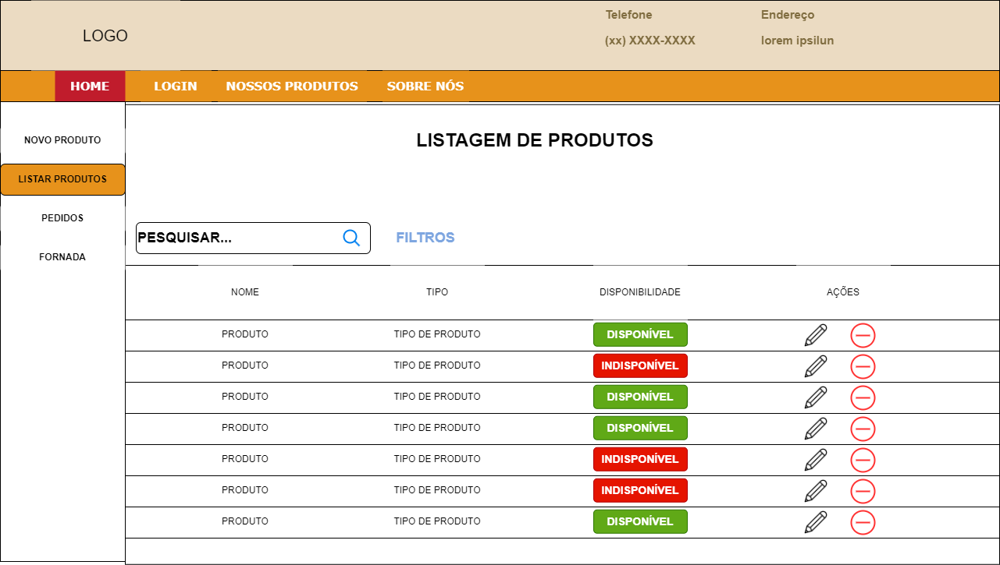 LOGO
Telefone
Endereço
(xx) XXXX-XXXX
lorem ipsilun
HOME
LOGIN
NOSSOS PRODUTOS
SOBRE NÓS
NOVO PRODUTO
LISTAR PRODUTOS
PEDIDOS
FORNADA
LISTAGEM DE PRODUTOS
PESQUISAR...
FILTROS
NOME TIPO DISPONIBILIDADE AÇÕES
PRODUTO TIPO DE PRODUTO DISPONÍVEL
PRODUTO TIPO DE PRODUTO INDISPONÍVEL
PRODUTO TIPO DE PRODUTO DISPONÍVEL
PRODUTO TIPO DE PRODUTO DISPONÍVEL
PRODUTO TIPO DE PRODUTO INDISPONÍVEL
PRODUTO TIPO DE PRODUTO INDISPONÍVEL
PRODUTO TIPO DE PRODUTO DISPONÍVEL